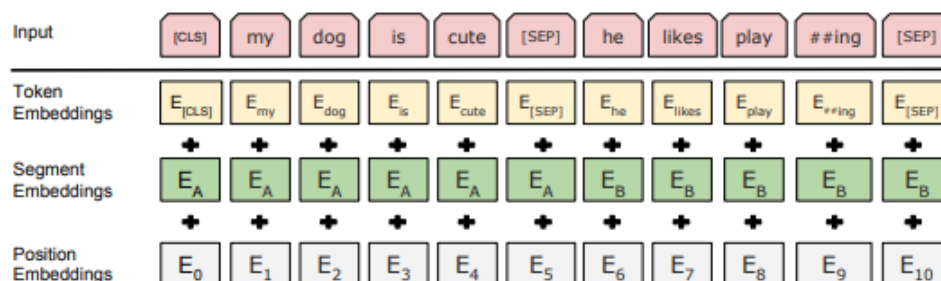 Input [CLS] my dog is cute [SEP] he likes play ##ing [SEP]
Token
Embeddings E[CLS] Emy Edog Eis Ecute E[SEP] Ehe Elikes Eplay E##ing E[SEP]
+ + + + + + + + + + +
Segment
Embeddings EA EA EA EA EA EA EB EB EB EB EB
+ + + + + + + + + + +
Position
Embeddings E0 E1 E2 E3 E4 E5 E6 E7 E8 E9 E10